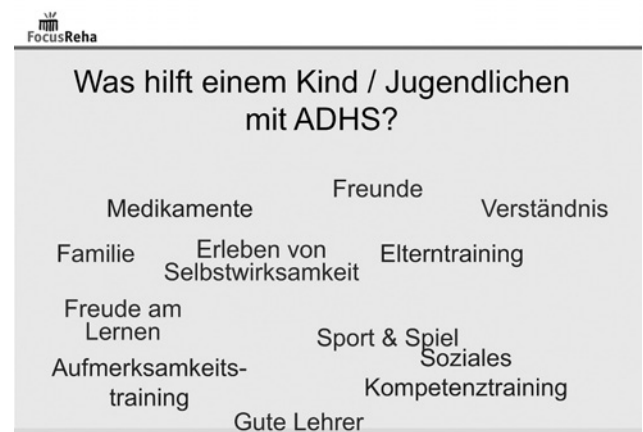 FocusReha
Was hilft einem Kind / Jugendlichen
mit ADHS?
Freunde
Medikamente
Verständnis
Familie
Erleben von
Selbstwirksamkeit
Elterntraining
Freude am
Lernen
Sport & Spiel
Soziales
Kompetenztraining
Aufmerksamkeits-
training
Gute Lehrer